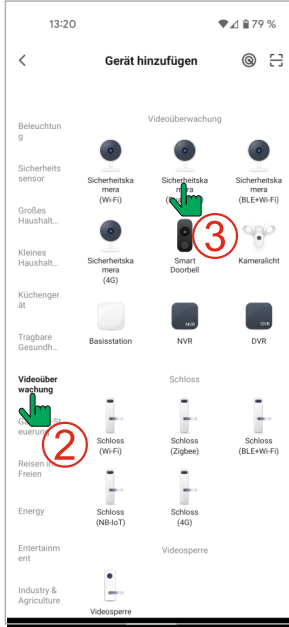 13:20
79 %
Gerät hinzufügen
Beleuchtun
g
Sicherheits
sensor
Großes
Haushalt...
Kleines
Haushalt...
Küchenger
ät
Tragbare
Gesundh...
Videoüber
wachung
2
Reisen im
Freien
Energy
Entertainm
ent
Industry &
Agriculture
Videoüberwachung
Sicherheitska
mera
(Wi-Fi)
Sicherheitska
mera
3
Sicherheitska
mera
(BLE+Wi-Fi)
Sicherheitska
mera
(4G)
Smart
Doorbell
Kameralicht
Basisstation
NVR
NVR
DVR
DVR
Schloss
Schloss
(Wi-Fi)
Schloss
(Zigbee)
Schloss
(BLE+Wi-Fi)
Schloss
(NB-IoT)
Schloss
(4G)
Videosperre
Videosperre